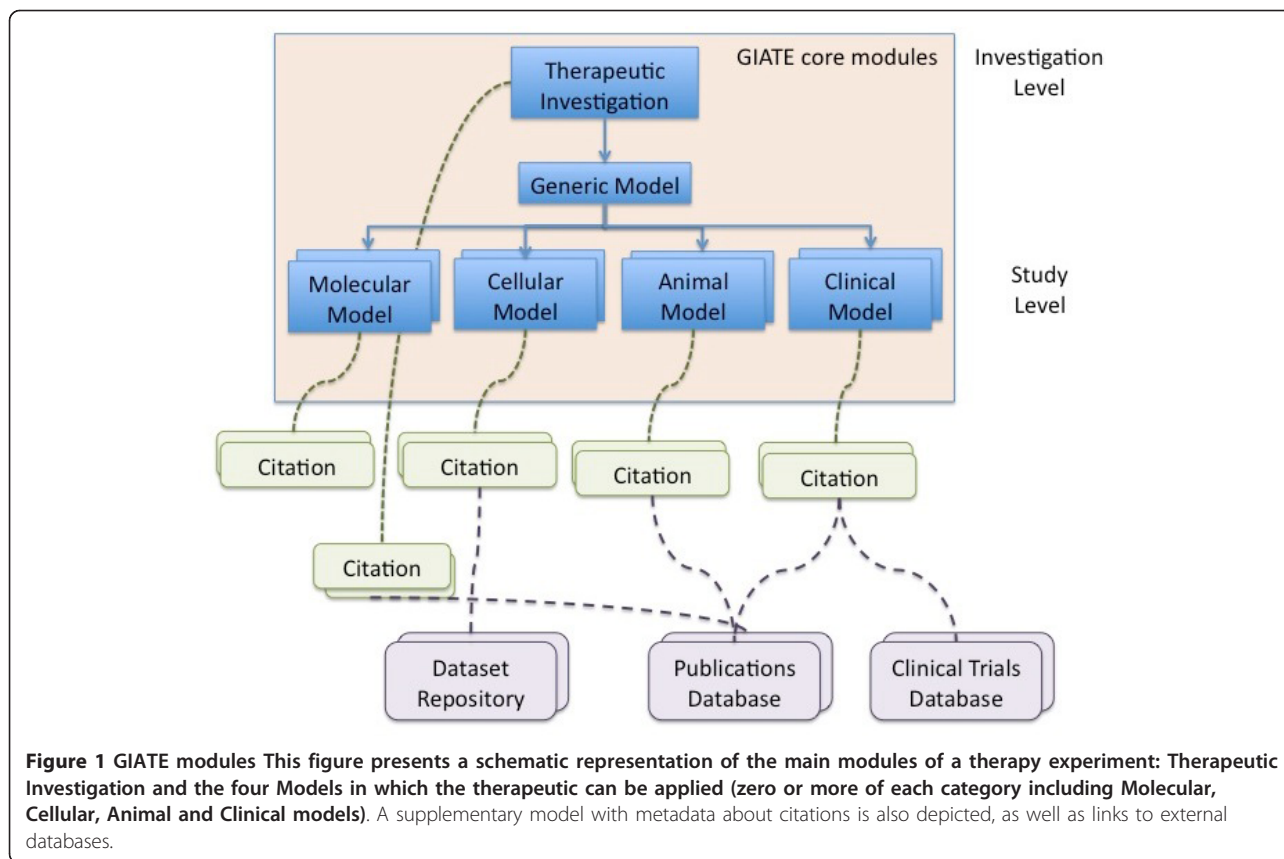 GIATE core modules
Investigation
Level
Therapeutic
Investigation
Generic Model
Molecular
Model
Cellular
Model
Animal
Model
Clinical
Model
Study
Level
Citation
Citation
Citation
Citation
Citation
Dataset
Repository
Publications
Database
Clinical Trials
Database
Figure 1 GIATE modules This figure presents a schematic representation of the main modules of a therapy experiment: Therapeutic
Investigation and the four Models in which the therapeutic can be applied (zero or more of each category including Molecular,
Cellular, Animal and Clinical models). A supplementary model with metadata about citations is also depicted, as well as links to external
databases.